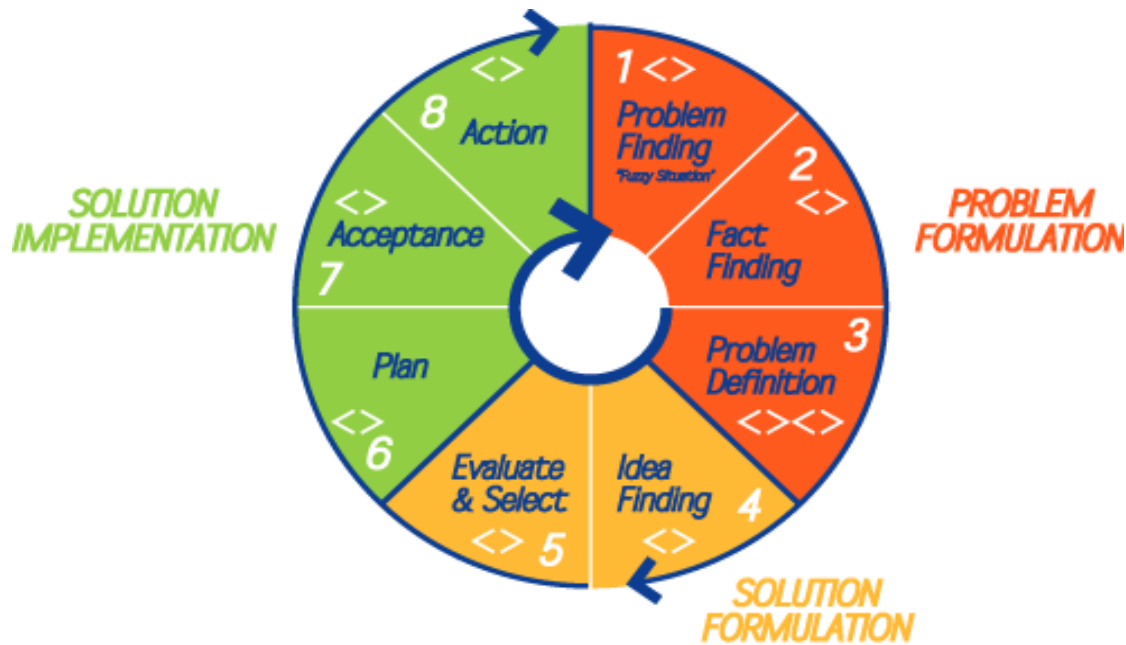 1 <>
Problem
Finding
"Fuzzy Situation"
2
<>
Fact
Finding
3
Problem
Definition
<><>
4
Idea
Finding
<>
5
Evaluate
& Select
<>
6
Plan
<>
7
<>
Acceptance
8
<>
Action
PROBLEM
FORMULATION
SOLUTION
FORMULATION
SOLUTION
IMPLEMENTATION